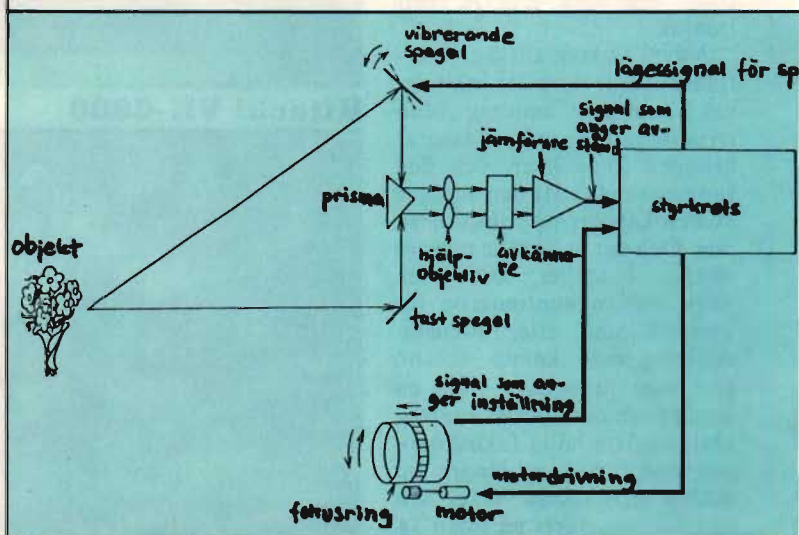 vibrerande
spegel
lägessignal för sp
signal som
anger av-
stånd
jämförare
prisma
styrkrets
objekt
hjälp-
objektiv
avkänna-
re
fast spegel
signal som an-
ger inställning
motordrivning
fokusring
motor